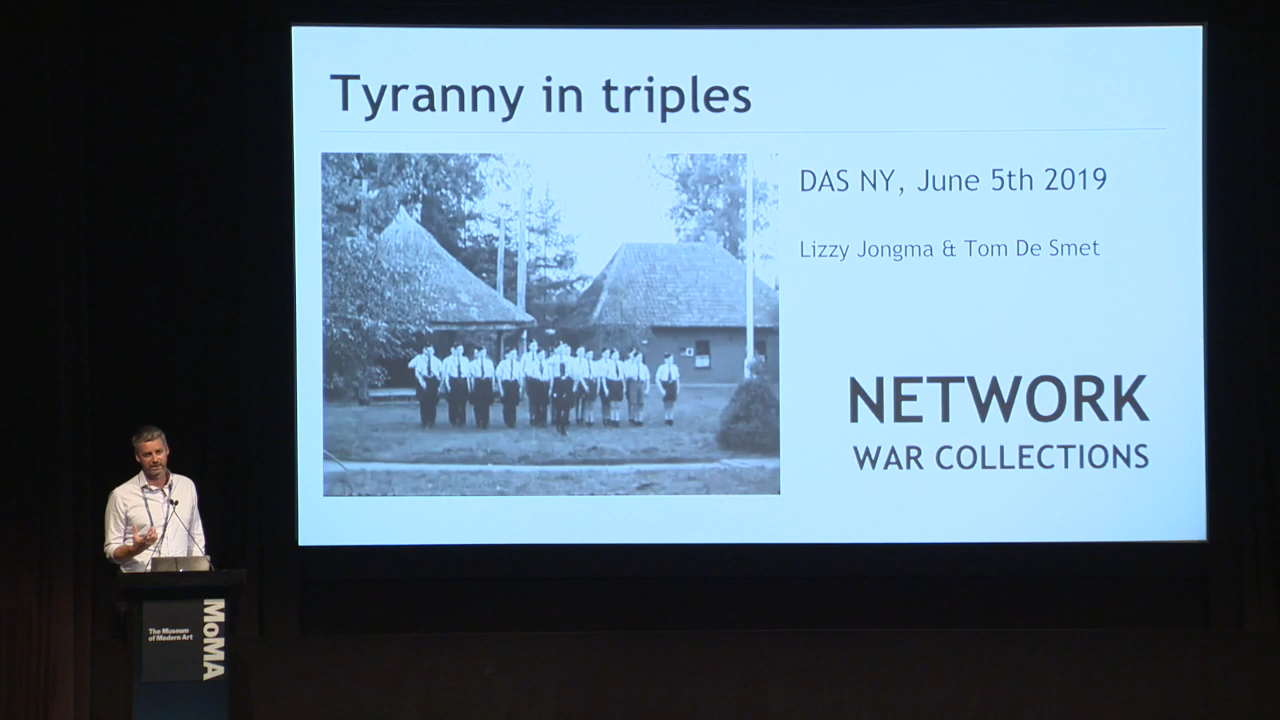 Tyranny in triples
DAS NY, June 5th 2019
Lizzy Jongma & Tom De Smet
NETWORK
WAR COLLECTIONS
The Museum
of Modern Art
MoMA